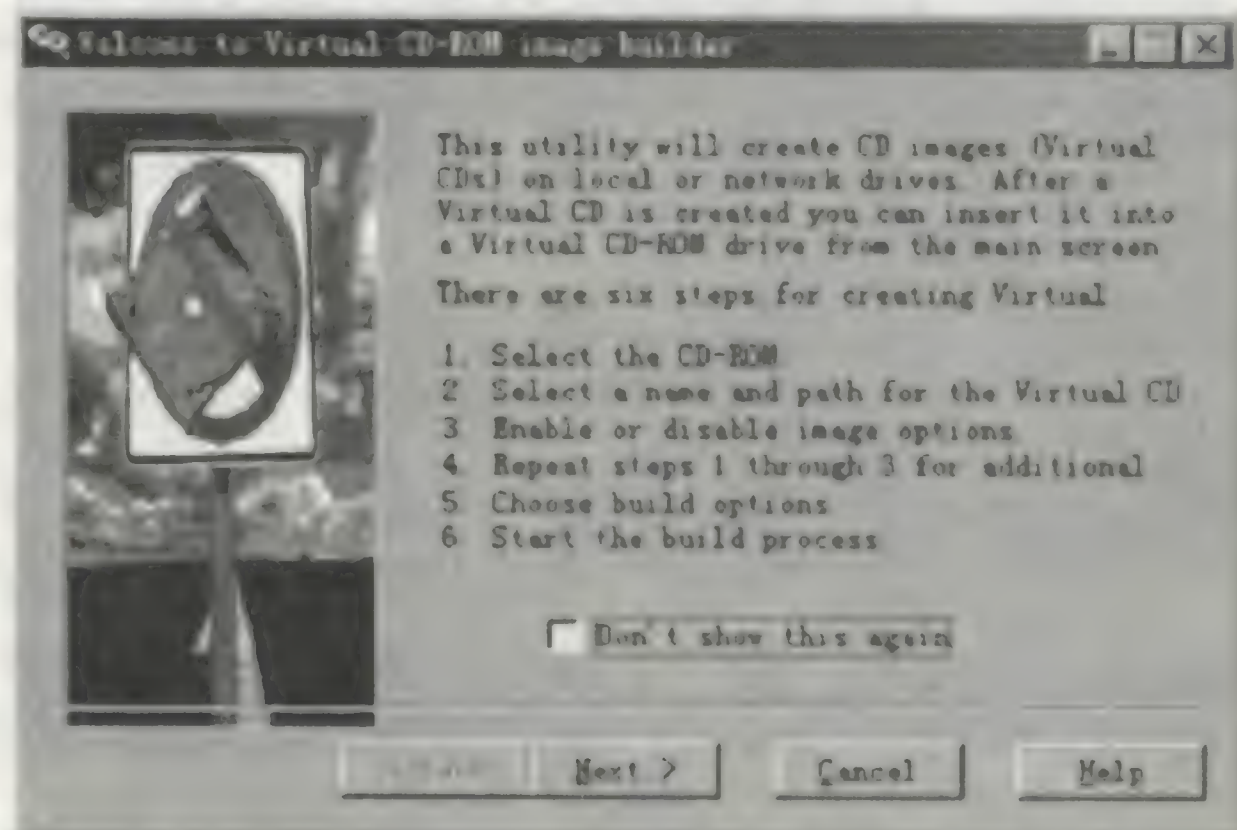 Welcome to Virtual CD-ROM image builder
This utility will create CD images (Virtual
CDs) on local or network drives. After a
Virtual CD is created you can insert it into
a Virtual CD-ROM drive from the main screen
There are six steps for creating Virtual
1. Select the CD-ROM
2 Select a name and path for the Virtual CD
3 Enable or disable image options
4 Repeat steps 1 through 3 for additional
5 Choose build options
6 Start the build process
Don't show this again
Next > Cancel Help